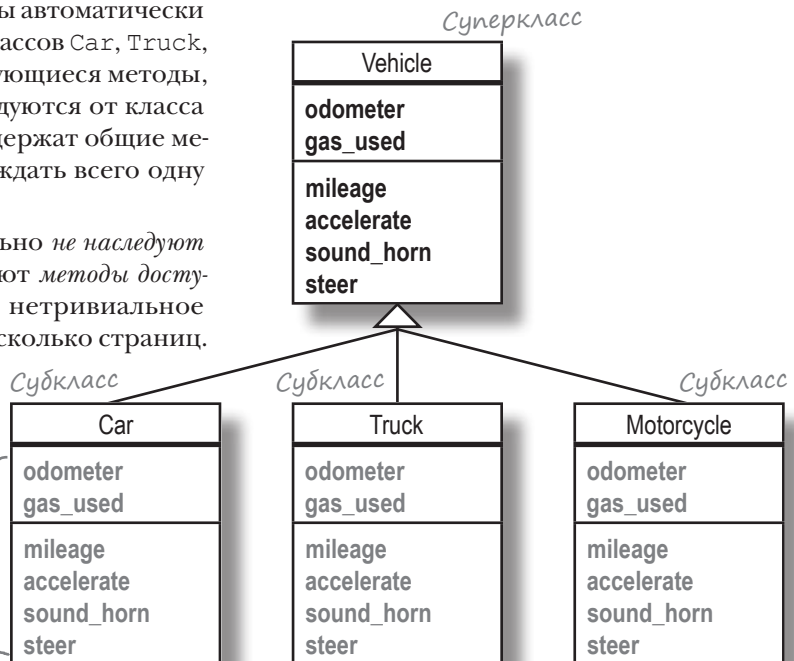 ы автоматически
ассов Car, Truck,
ующиеся методы,
дуются от класса
держат общие ме-
ждать всего одну
льно не наследуют
ют методы досту-
нетривиальное
сколько страниц.
Суперкласс
Vehicle
odometer
gas_used
mileage
accelerate
sound_horn
steer
Субкласс
Car
odometer
gas_used
mileage
accelerate
sound_horn
steer
Субкласс
Truck
odometer
gas_used
mileage
accelerate
sound_horn
steer
Субкласс
Motorcycle
odometer
gas_used
mileage
accelerate
sound_horn
steer